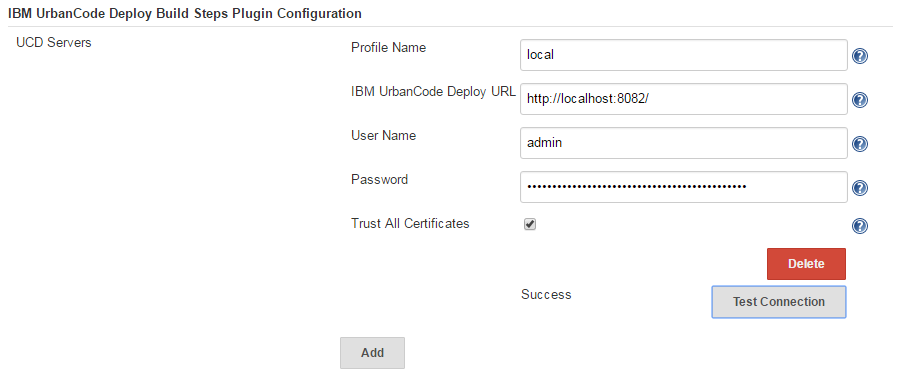 IBM UrbanCode Deploy Build Steps Plugin Configuration
UCD Servers
Profile Name
local
IBM UrbanCode Deploy URL
http://localhost:8082/
User Name
admin
Password
••••••••••••••••••••••••••••••••••••••••••••
Trust All Certificates
Delete
Success
Test Connection
Add